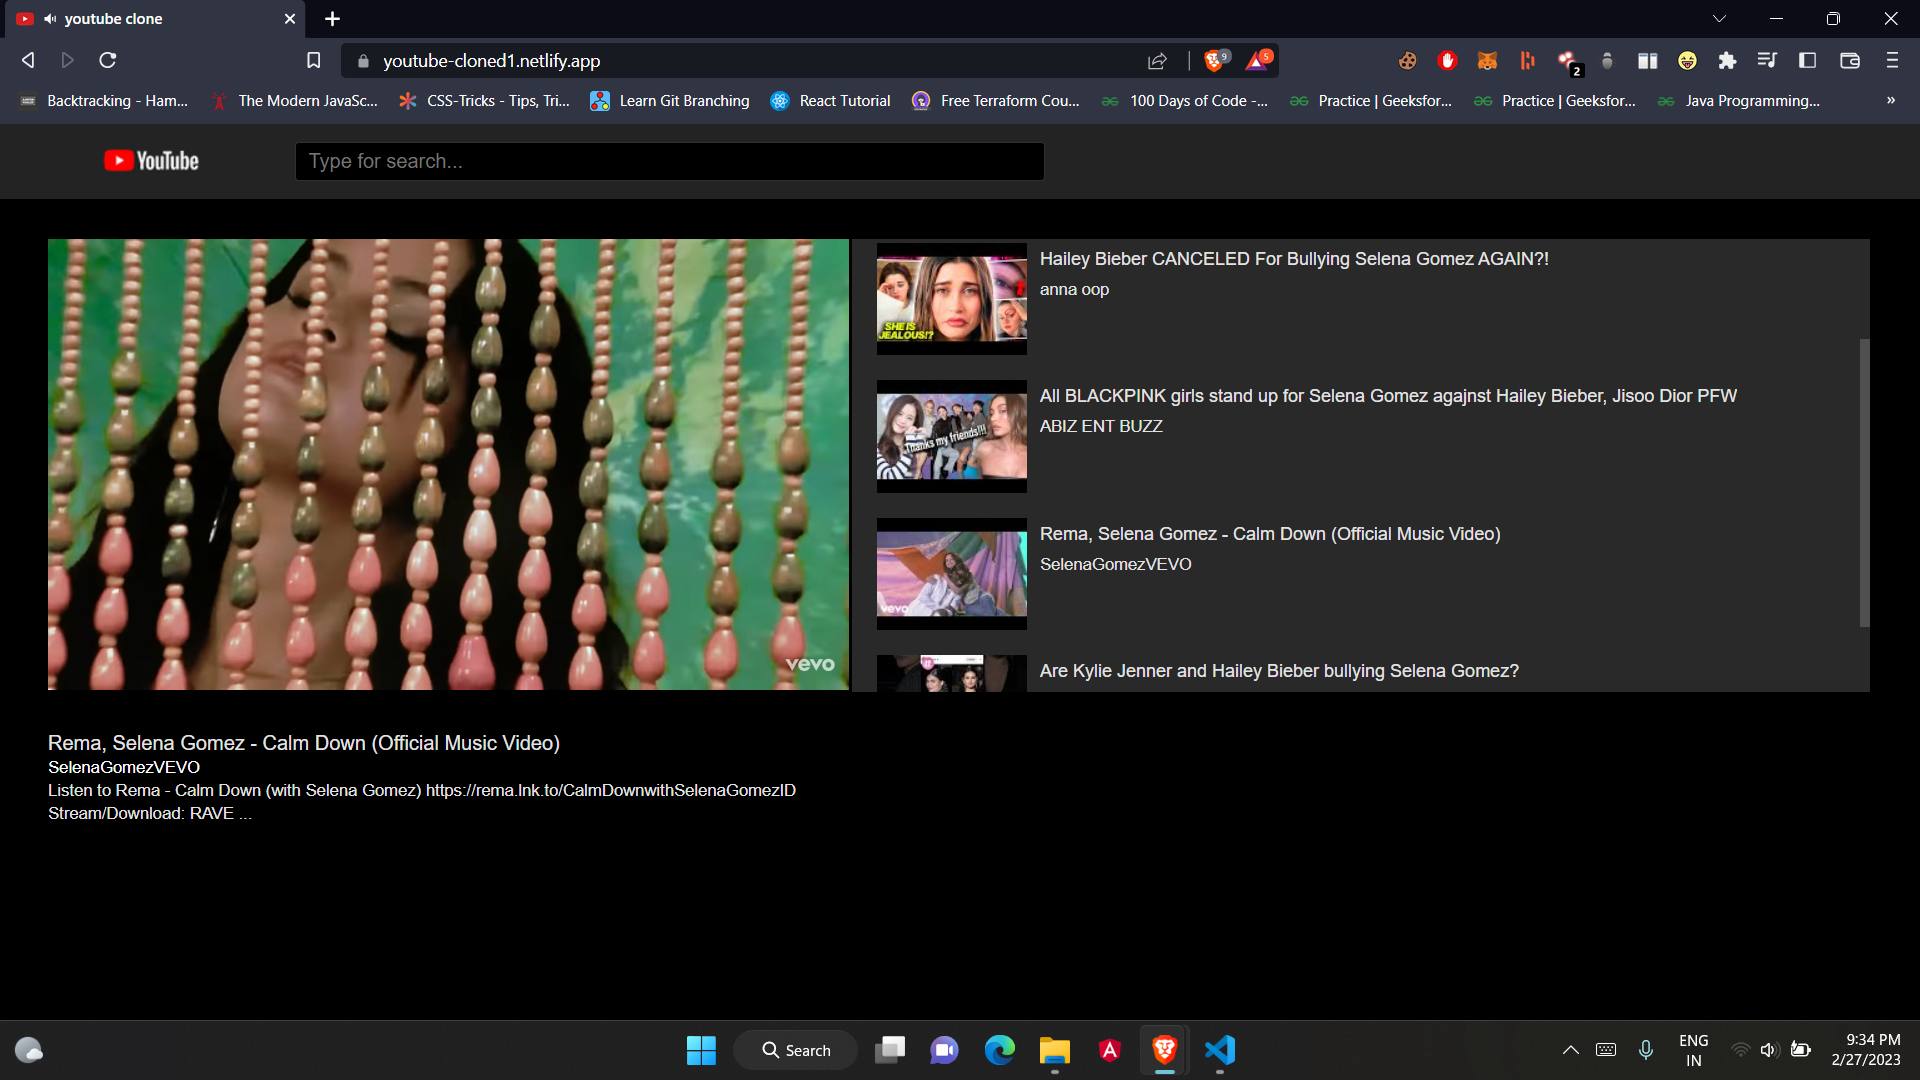 youtube clone
youtube-cloned1.netlify.app
9
5
2
Backtracking - Ham...
The Modern JavaSc...
CSS-Tricks - Tips, Tri...
Learn Git Branching
React Tutorial
Free Terraform Cou...
100 Days of Code -...
Practice | Geeksfor...
Practice | Geeksfor...
Java Programming...
»
YouTube
Type for search...
vevo
SHE IS
JEALOUS!?
Hailey Bieber CANCELED For Bullying Selena Gomez AGAIN?!
anna oop
Thanks my friends!!!
All BLACKPINK girls stand up for Selena Gomez agajnst Hailey Bieber, Jisoo Dior PFW
ABIZ ENT BUZZ
vevo
Rema, Selena Gomez - Calm Down (Official Music Video)
SelenaGomezVEVO
Are Kylie Jenner and Hailey Bieber bullying Selena Gomez?
Rema, Selena Gomez - Calm Down (Official Music Video)
SelenaGomezVEVO
Listen to Rema - Calm Down (with Selena Gomez) https://rema.lnk.to/CalmDownwithSelenaGomezID
Stream/Download: RAVE ...
Search
ENG
IN
9:34 PM
2/27/2023